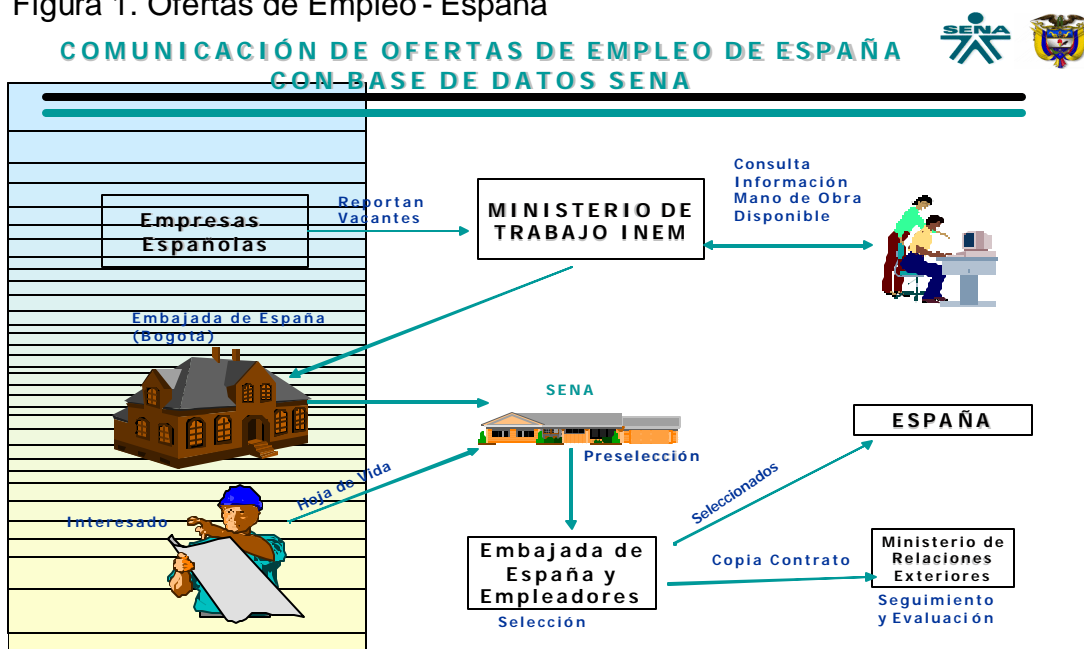 Figura 1. Ofertas de Empleo - España
COMUNICACIÓN DE OFERTAS DE EMPLEO DE ESPAÑA
CON BASE DE DATOS SENA
SENA
Empresas
Españolas
Reportan
Vacantes
MINISTERIO DE
TRABAJO INEM
Consulta
Información
Mano de Obra
Disponible
Embajada de España
(Bogotá)
SENA
Preselección
ESPAÑA
Interesado
Hoja de Vida
Seleccionados
Embajada de
España y
Empleadores
Selección
Copia Contrato
Ministerio de
Relaciones
Exteriores
Seguimiento
y Evaluación